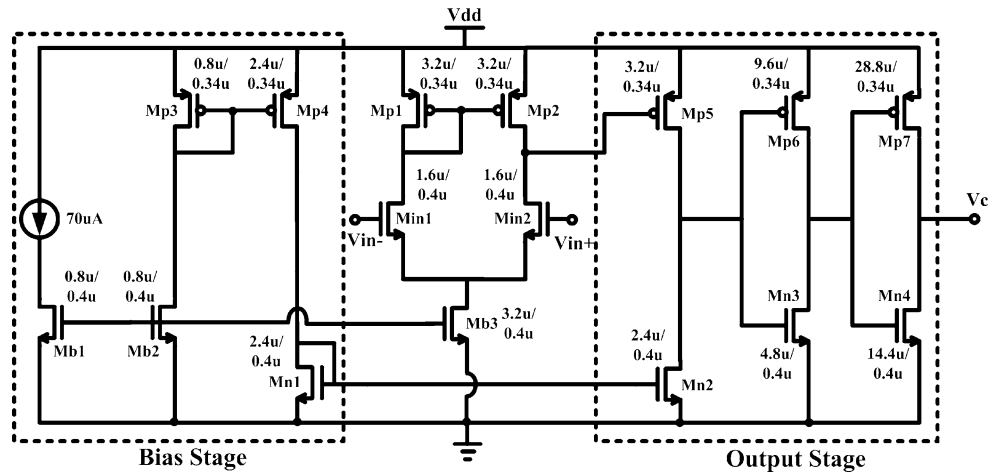 Vdd
0.8u/
0.34u
2.4u/
0.34u
3.2u/
0.34u
3.2u/
0.34u
3.2u/
0.34u
9.6u/
0.34u
28.8u/
0.34u
Mp3
Mp4
Mp1
Mp2
Mp5
Mp6
Mp7
1.6u/
0.4u
1.6u/
0.4u
70uA
Min1
Min2
Vin-
Vin+
Vc
0.8u/
0.4u
0.8u/
0.4u
Mb1
Mb2
Mb3
3.2u/
0.4u
Mn3
Mn4
2.4u/
0.4u
Mn1
2.4u/
0.4u
Mn2
4.8u/
0.4u
14.4u/
0.4u
Bias Stage
Output Stage